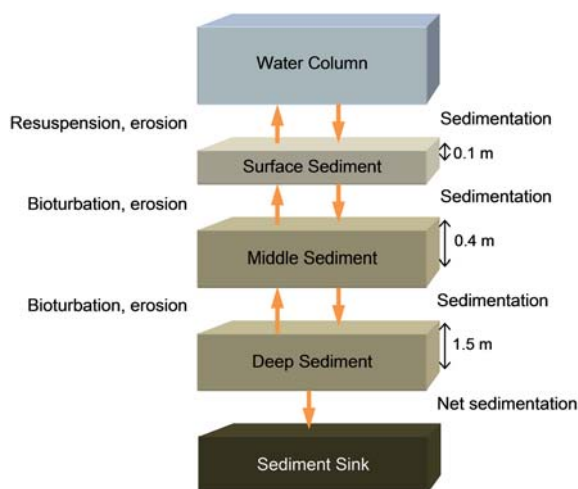 Water Column
Resuspension, erosion
Sedimentation
0.1 m
Surface Sediment
Bioturbation, erosion
Sedimentation
0.4 m
Middle Sediment
Bioturbation, erosion
Sedimentation
1.5 m
Deep Sediment
Net sedimentation
Sediment Sink